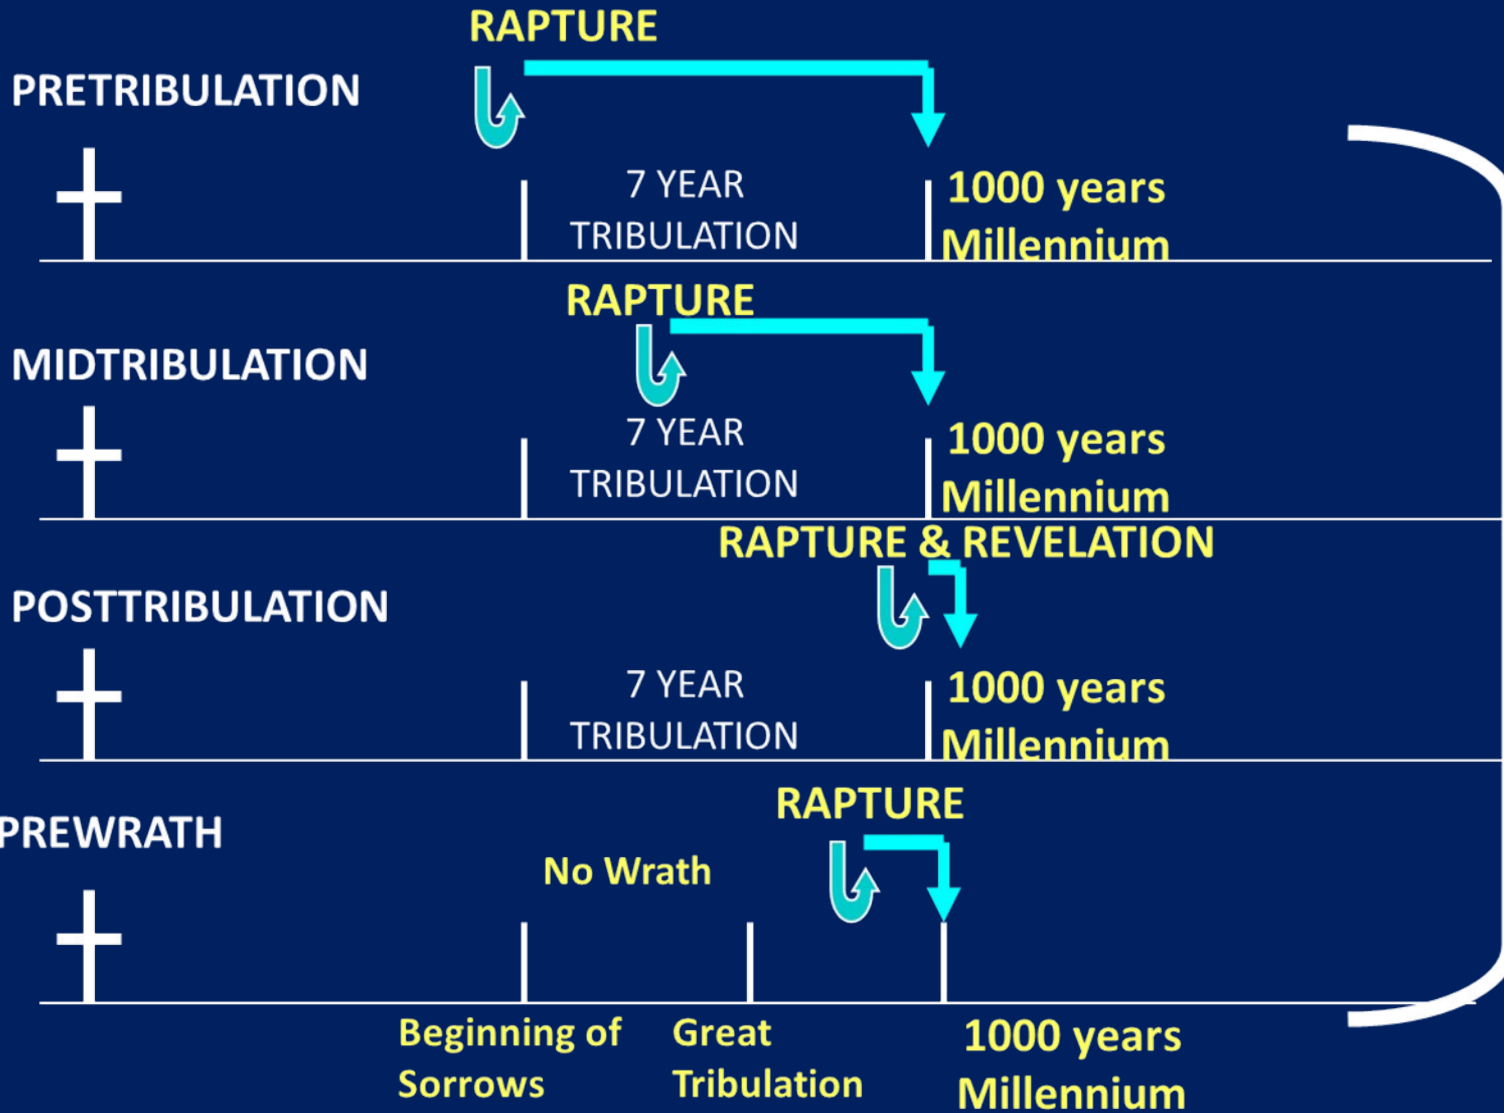 RAPTURE
PRETRIBULATION
7 YEAR
TRIBULATION
1000 years
Millennium
RAPTURE
MIDTRIBULATION
7 YEAR
TRIBULATION
1000 years
Millennium
RAPTURE & REVELATION
POSTTRIBULATION
7 YEAR
TRIBULATION
1000 years
Millennium
RAPTURE
PREWRATH
No Wrath
Beginning of
Sorrows
Great
Tribulation
1000 years
Millennium